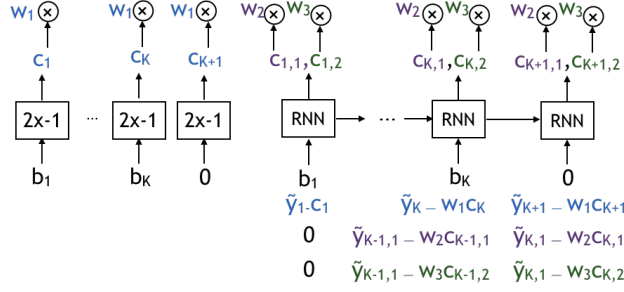 w₁ ⊗ w₁ ⊗ w₁ ⊗ w₂ ⊗ w₃ ⊗ w₂ ⊗ w₃ ⊗ w₂ ⊗ w₃ ⊗
c₁ cₖ cₖ₊₁ c₁,₁,c₁,₂ cₖ,₁,cₖ,₂ cₖ₊₁,₁,cₖ₊₁,₂
2x-1 ... 2x-1 2x-1 RNN ... RNN RNN
b₁ bₖ 0 b₁ bₖ 0
ỹ₁-c₁ ỹₖ – w₁cₖ ỹₖ₊₁ – w₁cₖ₊₁
0 ỹₖ₋₁,₁ – w₂cₖ₋₁,₁ ỹₖ,₁ – w₂cₖ,₁
0 ỹₖ₋₁,₁ – w₃cₖ₋₁,₂ ỹₖ,₁ – w₃cₖ,₂